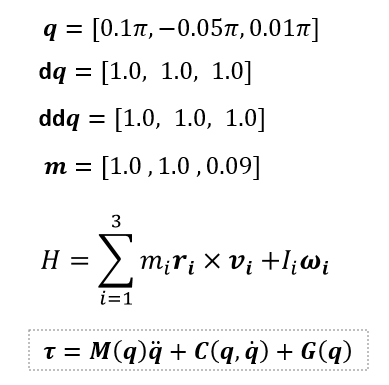 q = [0.1π, −0.05π, 0.01π]
dq = [1.0, 1.0, 1.0]
ddq = [1.0, 1.0, 1.0]
m = [1.0 , 1.0 , 0.09]
H = ∑_{i=1}^{3} m_i r_i × v_i + I_i ω_i
τ = M(q)q̈ + C(q, q̇) + G(q)